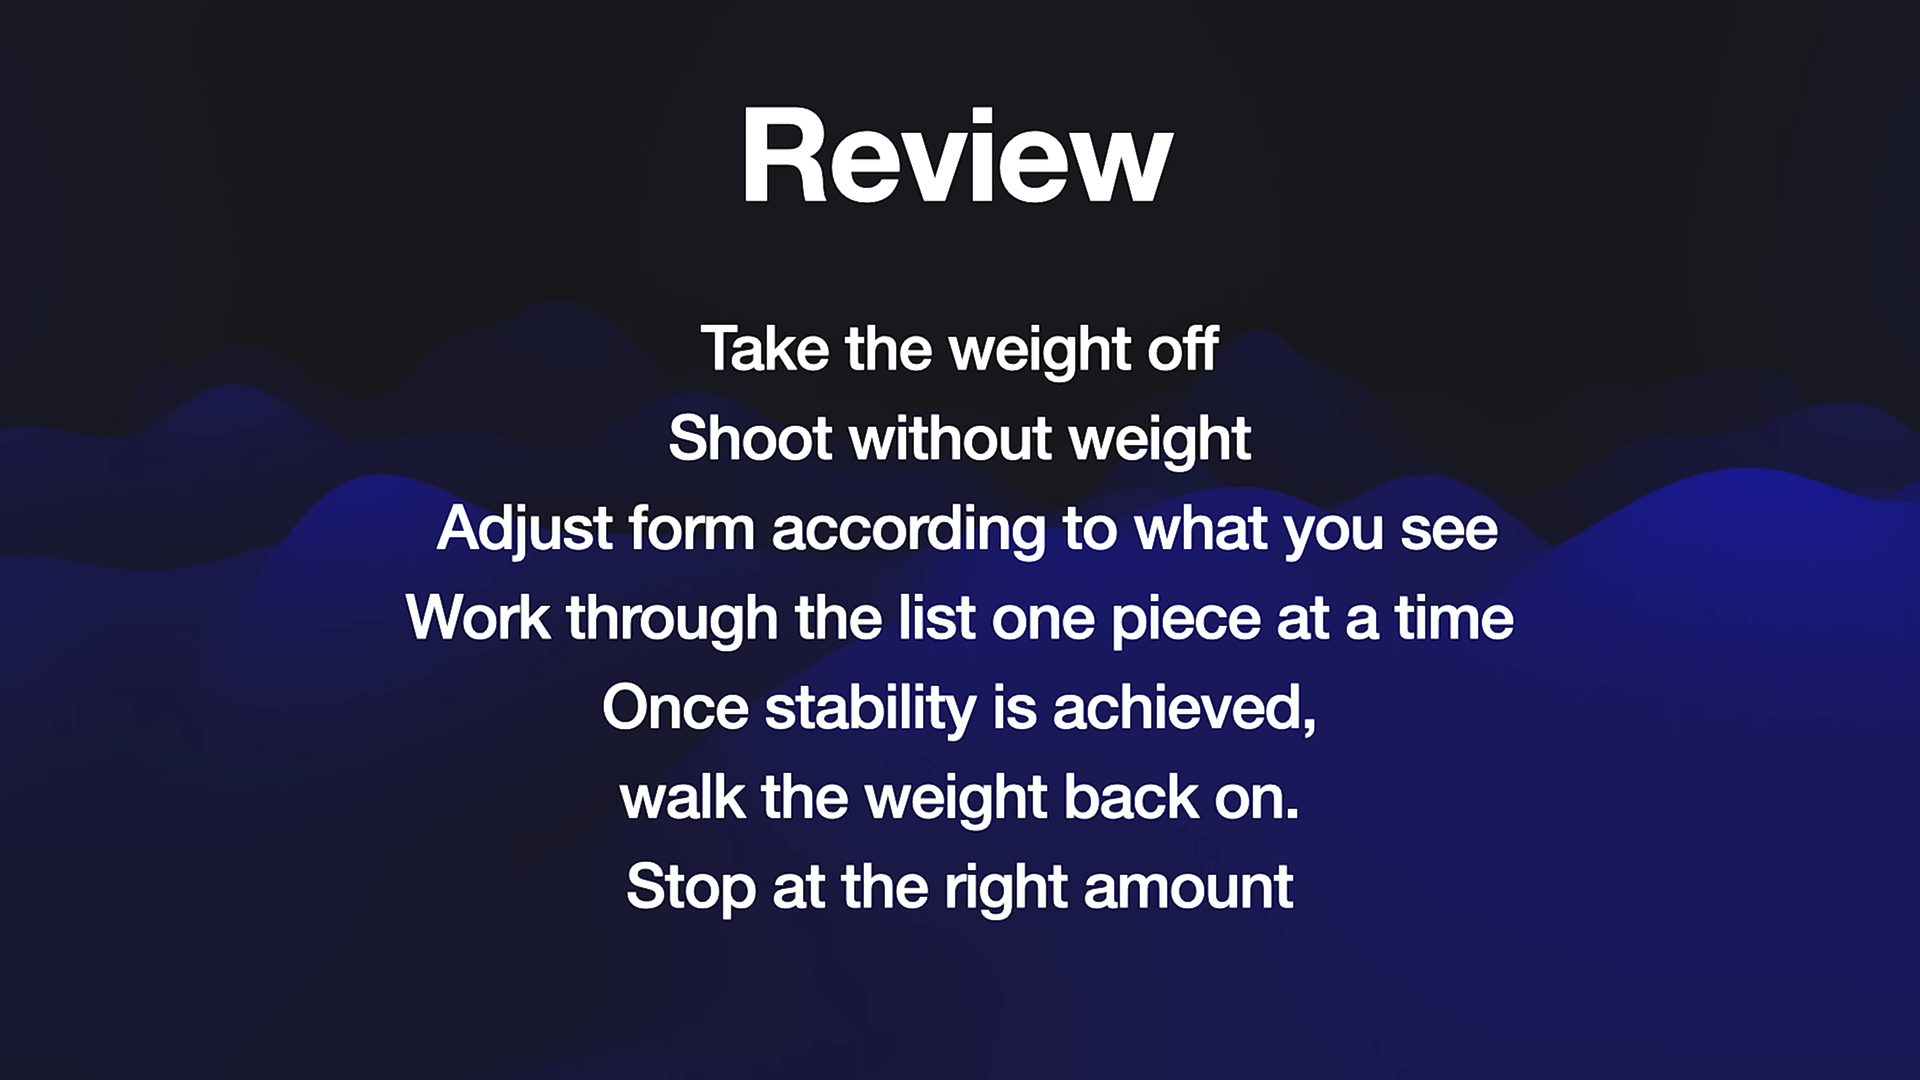 Review
Take the weight off
Shoot without weight
Adjust form according to what you see
Work through the list one piece at a time
Once stability is achieved,
walk the weight back on.
Stop at the right amount